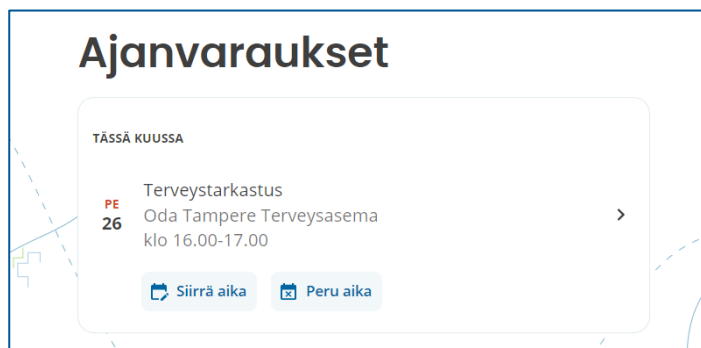 Ajanvaraukset
TÄSSÄ KUUSSA
PE
26
Terveystarkastus
Oda Tampere Terveysasema
klo 16.00-17.00
Siirrä aika
Peru aika